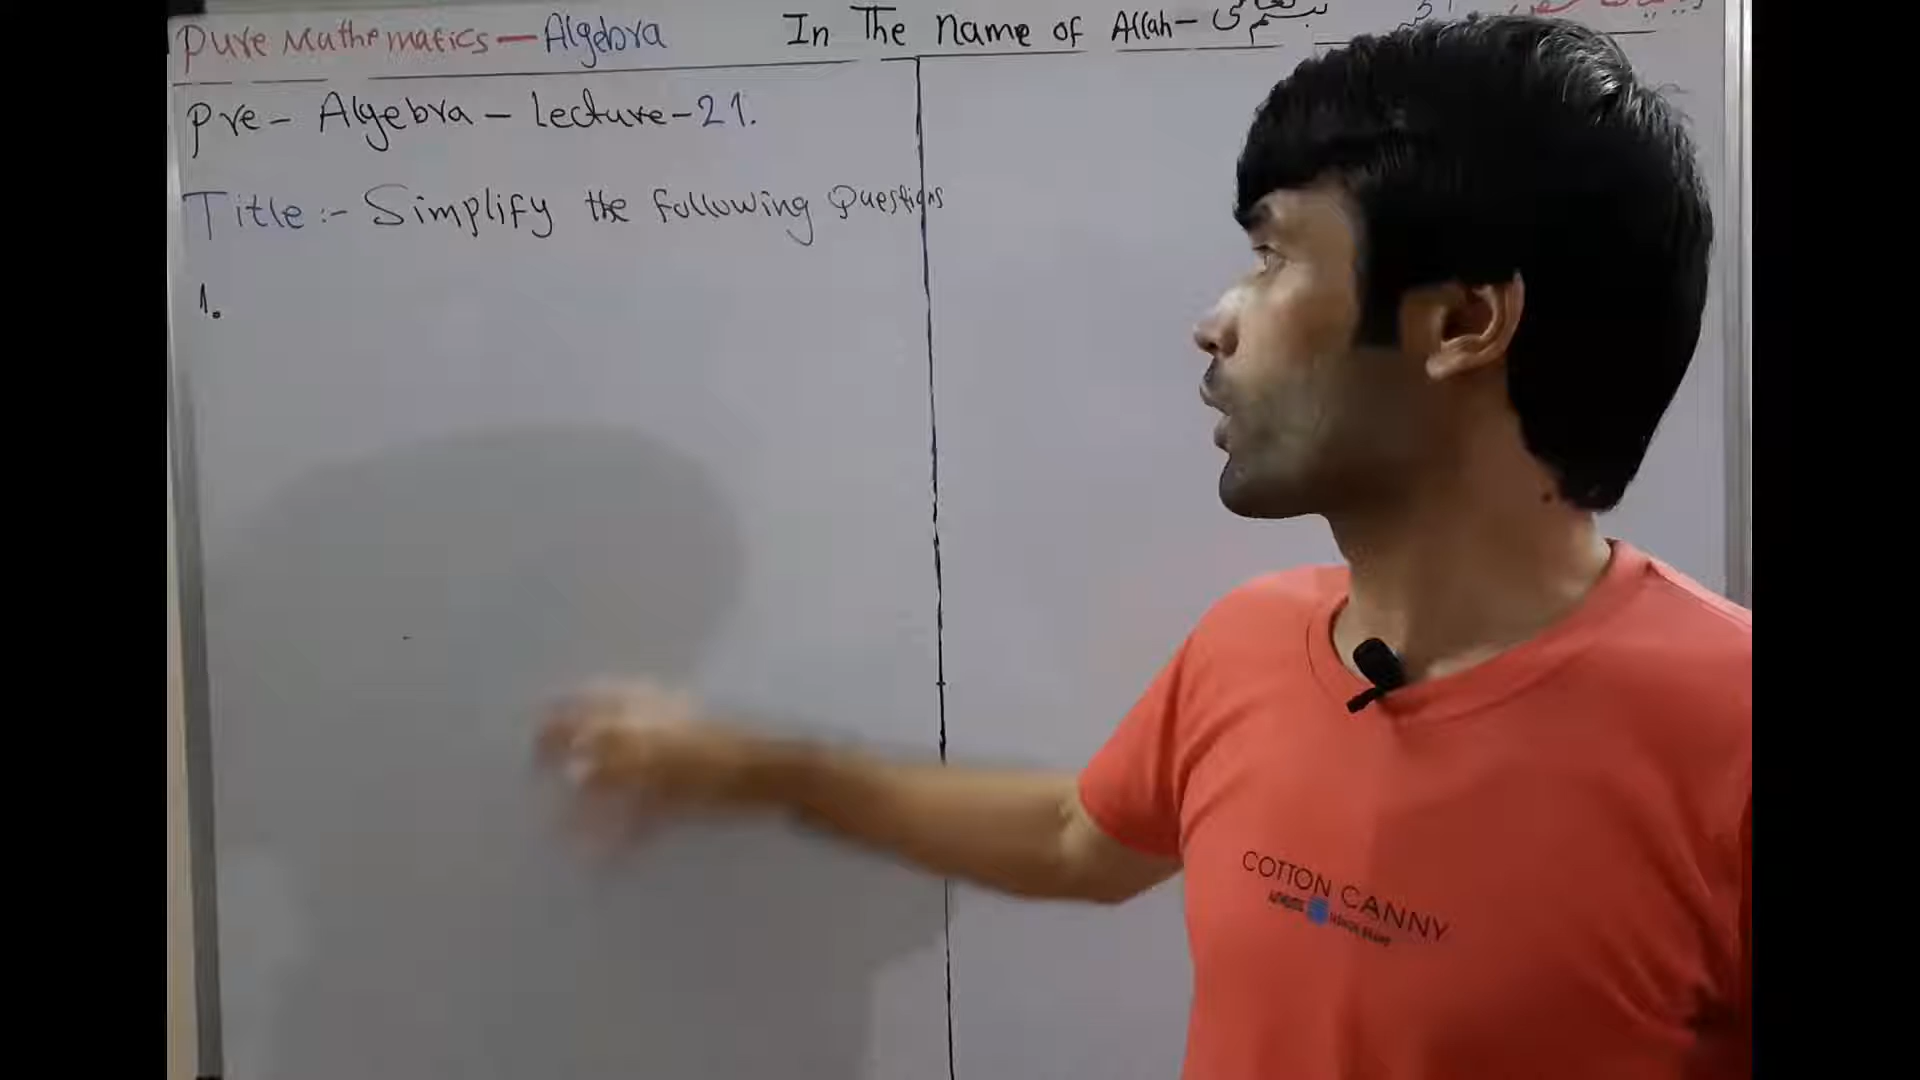 Pure Mathematics — Algebra
In The Name of Allah –
Pre – Algebra – Lecture – 21.
Title :- Simplify the following Questions
1.
COTTON CANNY